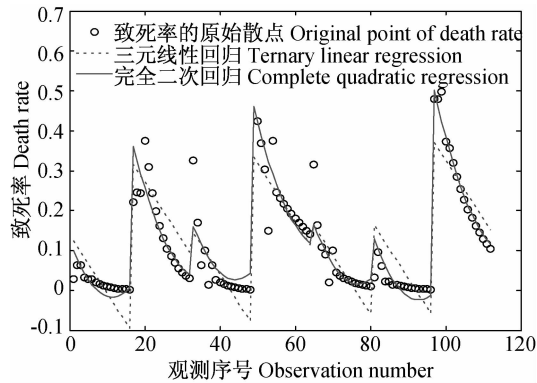 0.7
致死率的原始散点 Original point of death rate
三元线性回归 Ternary linear regression
完全二次回归 Complete quadratic regression
0.6
0.5
0.4
0.3
0.2
0.1
0
-0.1
致死率 Death rate
0 20 40 60 80 100 120
观测序号 Observation number